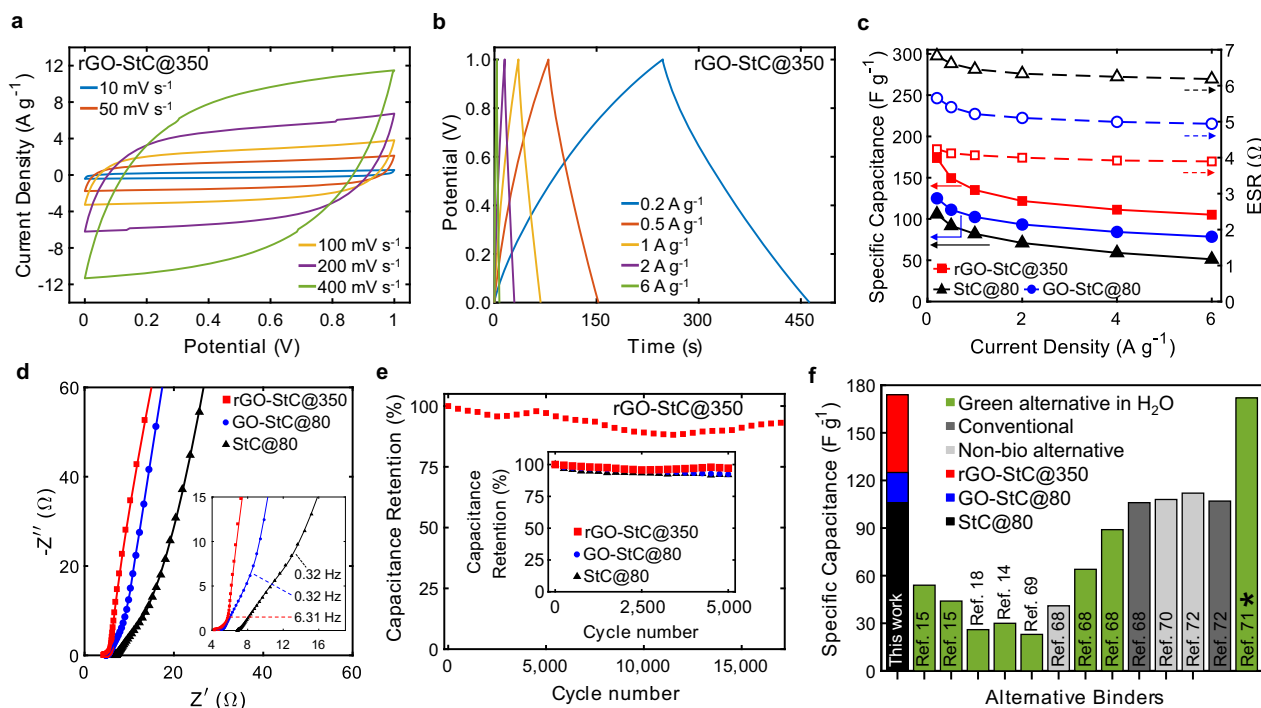 a
rGO-StC@350
10 mV s⁻¹
50 mV s⁻¹
100 mV s⁻¹
200 mV s⁻¹
400 mV s⁻¹
12
8
4
0
-4
-8
-12
Current Density (A g⁻¹)
0
0.2
0.4
0.6
0.8
1
Potential (V)
b
rGO-StC@350
0.2 A g⁻¹
0.5 A g⁻¹
1 A g⁻¹
2 A g⁻¹
6 A g⁻¹
1.0
0.8
0.6
0.4
0.2
0.0
Potential (V)
0
150
300
450
Time (s)
c
300
250
200
150
100
50
0
Specific Capacitance (F g⁻¹)
7
6
5
4
3
2
1
0
ESR (Ω)
rGO-StC@350
StC@80
GO-StC@80
0
2
4
6
Current Density (A g⁻¹)
d
60
40
20
0
-Z'' (Ω)
rGO-StC@350
GO-StC@80
StC@80
15
10
5
0
0.32 Hz
0.32 Hz
6.31 Hz
4
8
12
16
0
20
40
60
Z' (Ω)
e
rGO-StC@350
100
75
50
25
0
Capacitance Retention (%)
100
75
50
25
0
Capacitance
Retention (%)
rGO-StC@350
GO-StC@80
StC@80
0
2,500
5,000
Cycle number
0
5,000
10,000
15,000
Cycle number
f
180
150
120
90
60
30
0
Specific Capacitance (F g⁻¹)
Green alternative in H₂O
Conventional
Non-bio alternative
rGO-StC@350
GO-StC@80
StC@80
This work
Ref. 15
Ref. 15
Ref. 18
Ref. 14
Ref. 69
Ref. 68
Ref. 68
Ref. 68
Ref. 68
Ref. 70
Ref. 72
Ref. 72
Ref. 71 *
Alternative Binders